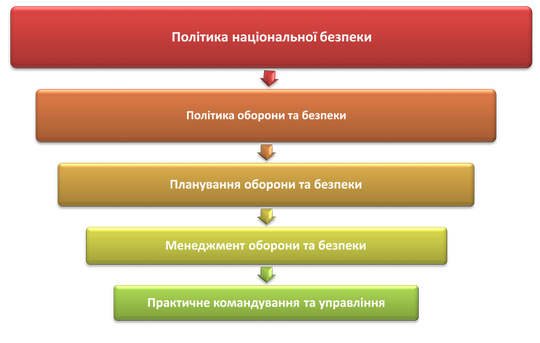 Політика національної безпеки
Політика оборони та безпеки
Планування оборони та безпеки
Менеджмент оборони та безпеки
Практичне командування та управління